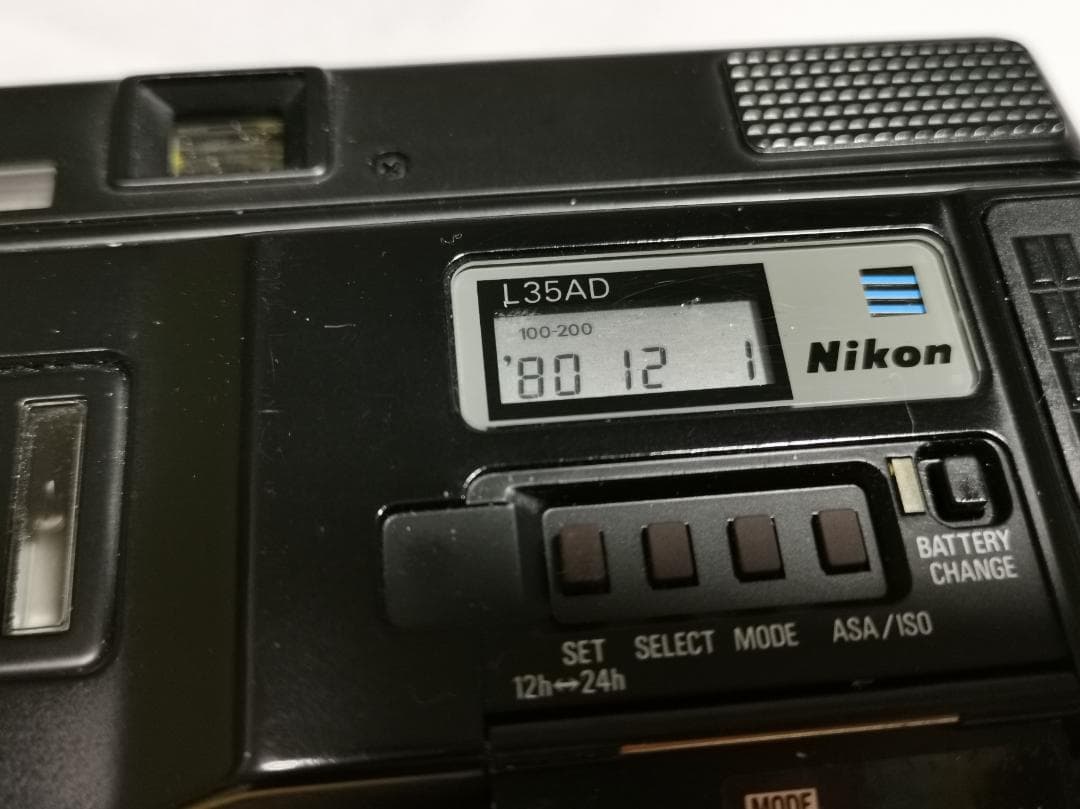 L35AD
100-200
'80 12 1
Nikon
BATTERY
CHANGE
SET SELECT MODE ASA/ISO
12h↔24h
MODE